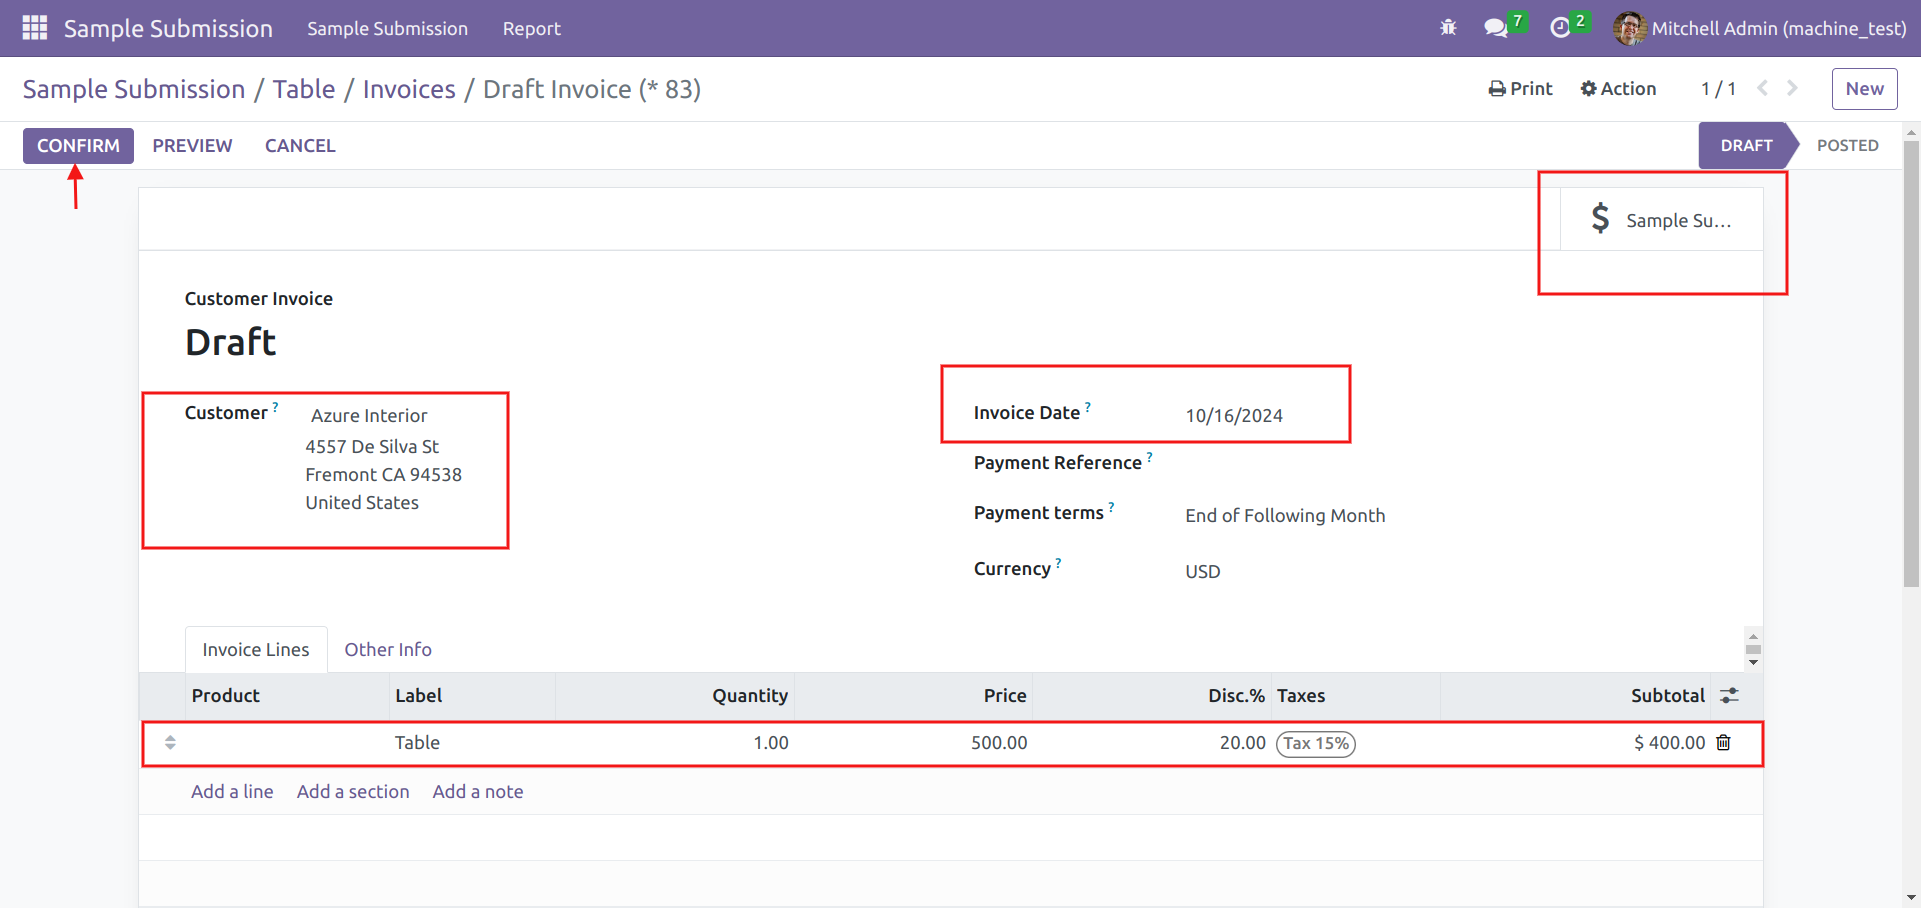 Sample Submission Sample Submission Report 7 2 Mitchell Admin (machine_test)
Sample Submission / Table / Invoices / Draft Invoice (* 83) Print Action 1 / 1 New
CONFIRM PREVIEW CANCEL DRAFT POSTED
$ Sample Su...
Customer Invoice
Draft
Customer ? Azure Interior Invoice Date ? 10/16/2024
4557 De Silva St
Fremont CA 94538 Payment Reference ?
United States
Payment terms ? End of Following Month
Currency ? USD
Invoice Lines Other Info
Product Label Quantity Price Disc.% Taxes Subtotal
Table 1.00 500.00 20.00 Tax 15% $ 400.00
Add a line Add a section Add a note